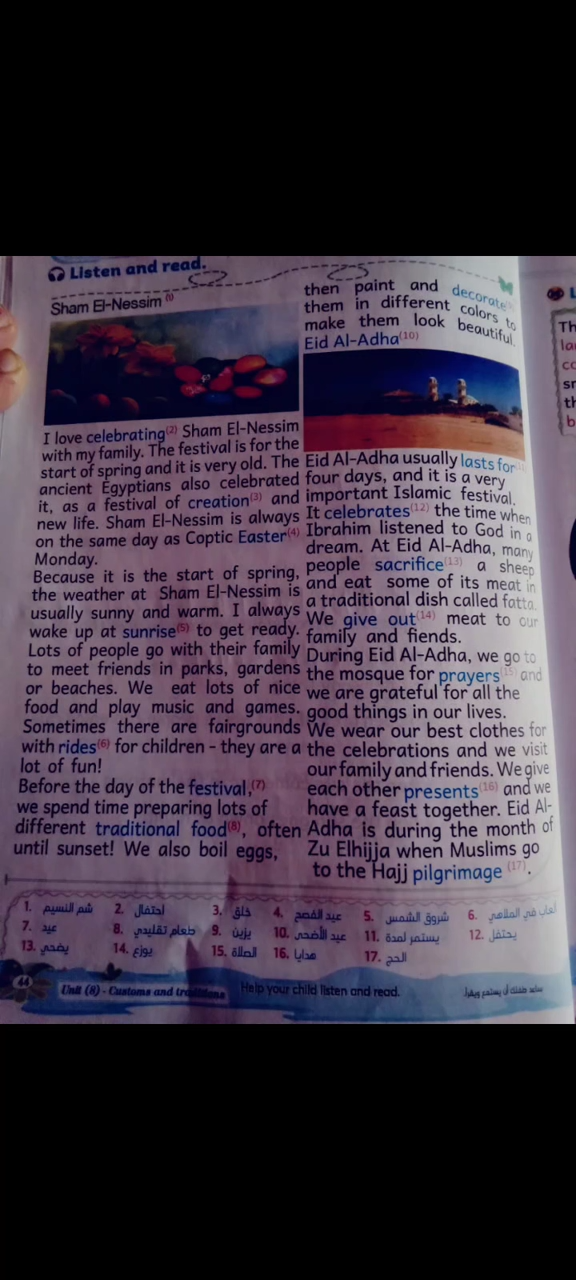 Listen and read.
Sham El-Nessim (1)
I love celebrating(2) Sham El-Nessim
with my family. The festival is for the
start of spring and it is very old. The
ancient Egyptians also celebrated
it, as a festival of creation(3) and
new life. Sham El-Nessim is always
on the same day as Coptic Easter(4)
Monday.
Because it is the start of spring,
the weather at Sham El-Nessim is
usually sunny and warm. I always
wake up at sunrise(5) to get ready.
Lots of people go with their family
to meet friends in parks, gardens
or beaches. We eat lots of nice
food and play music and games.
Sometimes there are fairgrounds
with rides(6) for children - they are a
lot of fun!
Before the day of the festival,(7)
we spend time preparing lots of
different traditional food(8), often
until sunset! We also boil eggs,
then paint and decorate(9)
them in different colors to
make them look beautiful.
Eid Al-Adha(10)
Eid Al-Adha usually lasts for(11)
four days, and it is a very
important Islamic festival.
It celebrates(12) the time when
Ibrahim listened to God in a
dream. At Eid Al-Adha, many
people sacrifice(13) a sheep
and eat some of its meat in
a traditional dish called fatta.
We give out(14) meat to our
family and fiends.
During Eid Al-Adha, we go to
the mosque for prayers(15) and
we are grateful for all the
good things in our lives.
We wear our best clothes for
the celebrations and we visit
our family and friends. We give
each other presents(16) and we
have a feast together. Eid Al-
Adha is during the month of
Zu Elhijja when Muslims go
to the Hajj pilgrimage (17).
1. شم النسيم 2. احتفال 3. خلق 4. عيد الفصح 5. شروق الشمس 6. ألعاب في الملاهي
7. عيد 8. طعام تقليدي 9. يزين 10. عيد الأضحى 11. يستمر لمدة 12. يحتفل
13. يضحي 14. يوزع 15. الصلاة 16. هدايا 17. الحج
44 Unit (8) - Customs and traditions Help your child listen and read. ساعد طفلك أن يستمع ويقرأ.
Th
la
sr
th
b